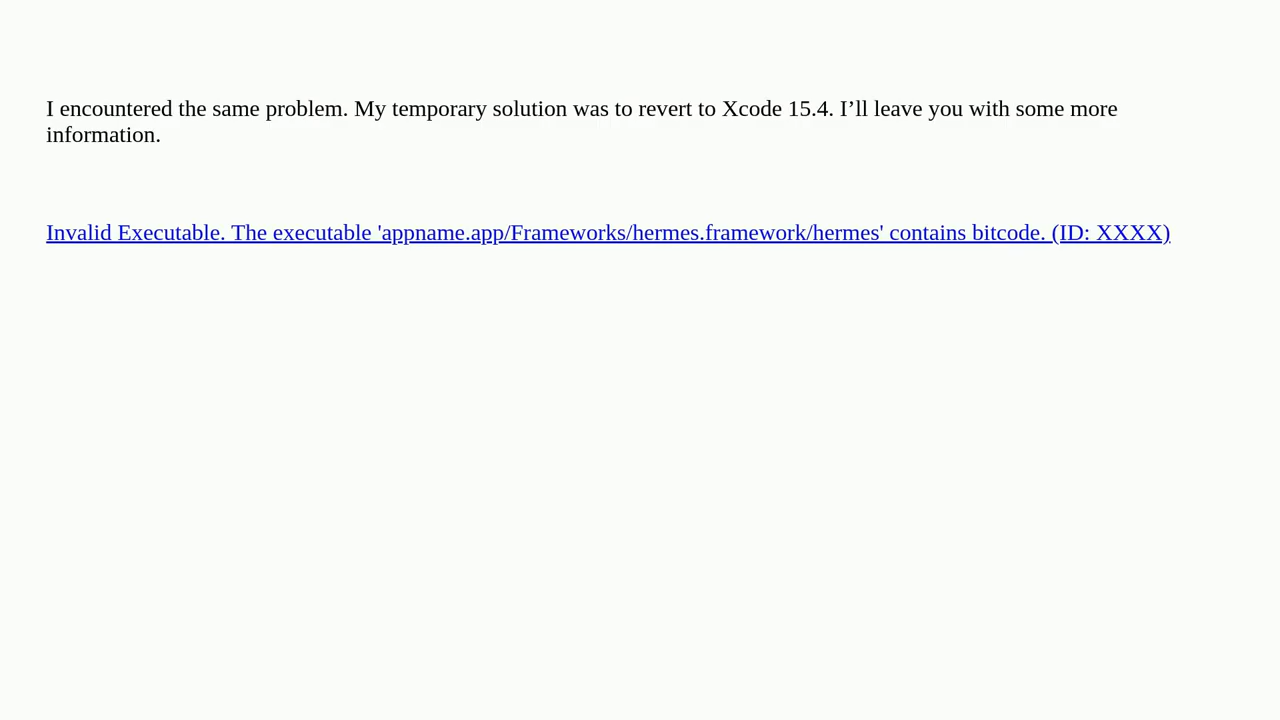 I encountered the same problem. My temporary solution was to revert to Xcode 15.4. I’ll leave you with some more
information.
Invalid Executable. The executable 'appname.app/Frameworks/hermes.framework/hermes' contains bitcode. (ID: XXXX)